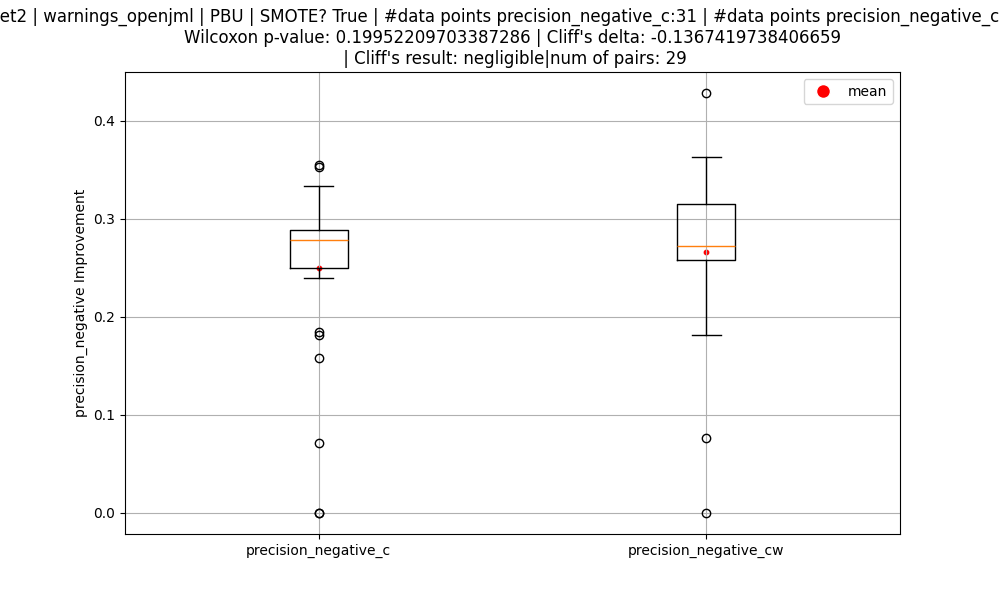 et2 | warnings_openjml | PBU | SMOTE? True | #data points precision_negative_c:31 | #data points precision_negative_c
Wilcoxon p-value: 0.19952209703387286 | Cliff's delta: -0.1367419738406659
| Cliff's result: negligible|num of pairs: 29
mean
0.4
0.3
0.2
0.1
0.0
precision_negative Improvement
precision_negative_c
precision_negative_cw